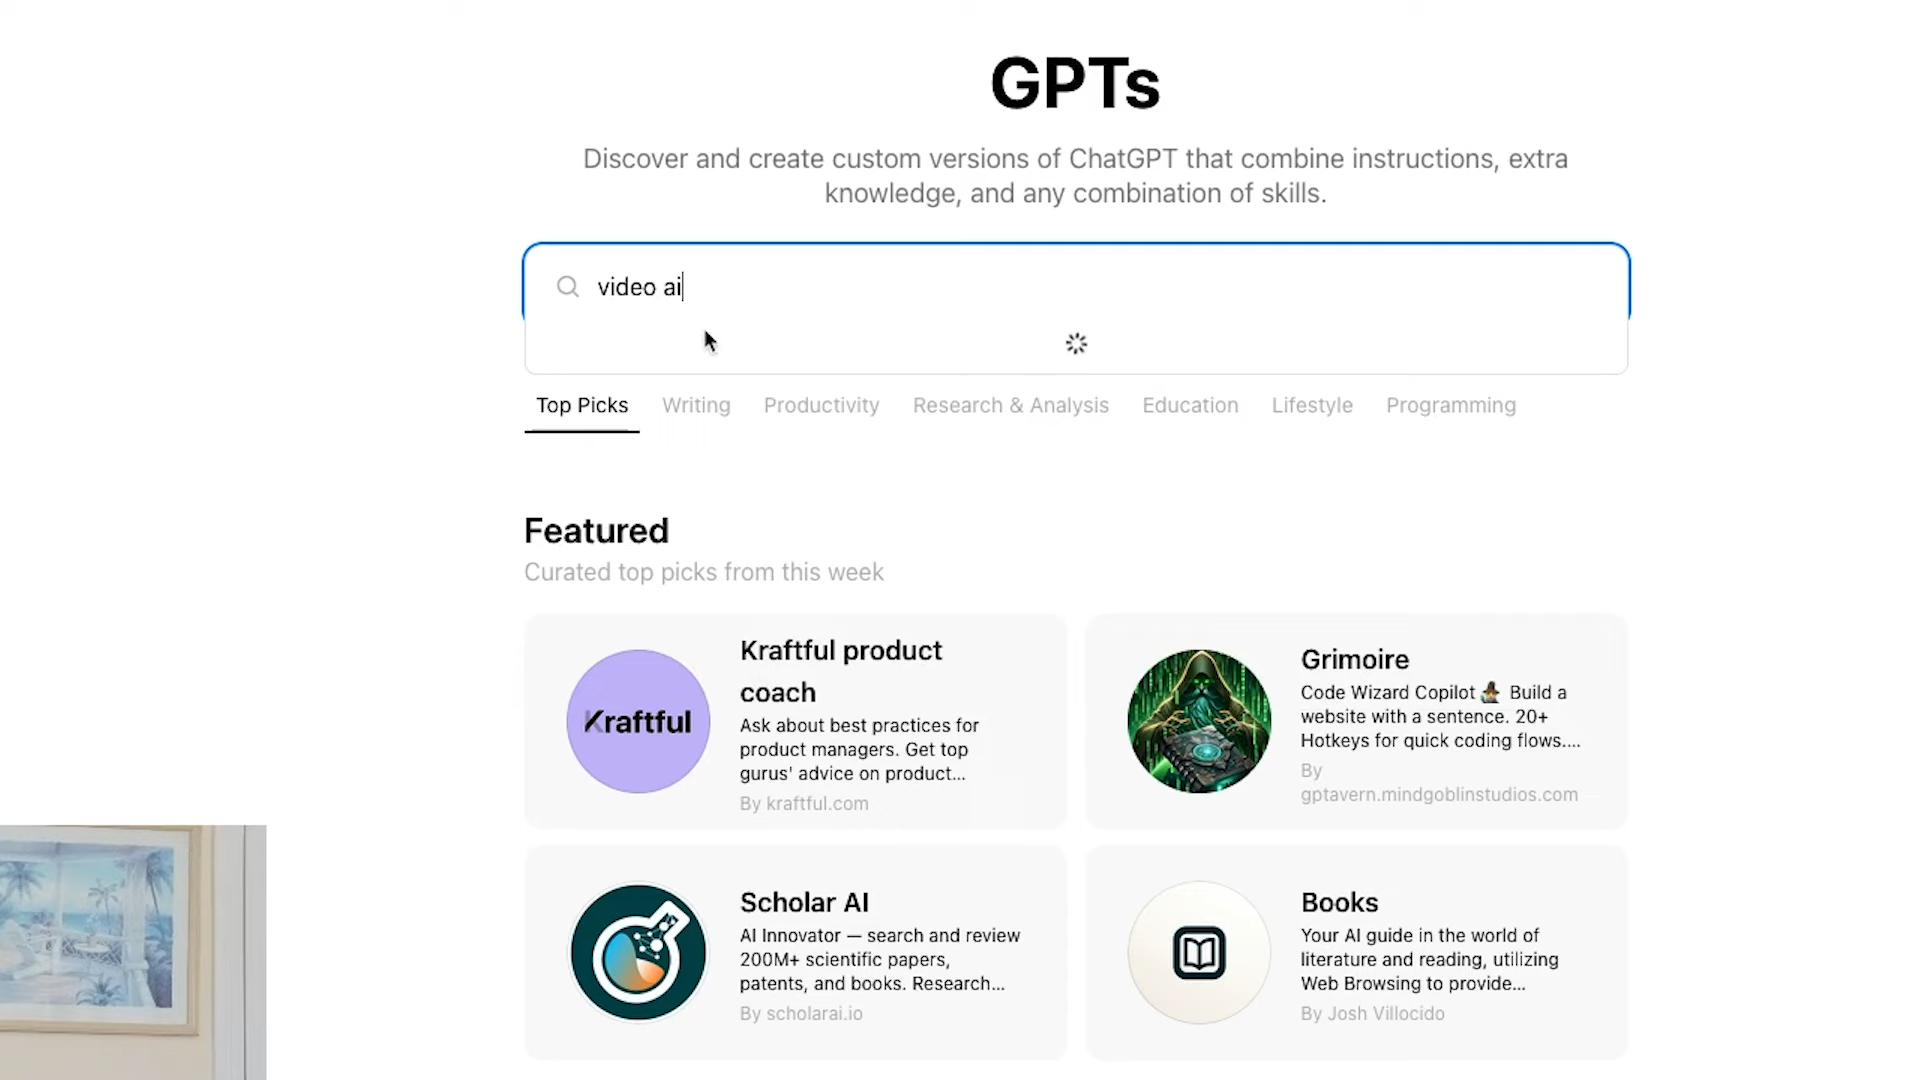 GPTs
Discover and create custom versions of ChatGPT that combine instructions, extra
knowledge, and any combination of skills.
video ai
Top Picks Writing Productivity Research & Analysis Education Lifestyle Programming
Featured
Curated top picks from this week
Kraftful
Kraftful product
coach
Ask about best practices for
product managers. Get top
gurus' advice on product...
By kraftful.com
Grimoire
Code Wizard Copilot 🧙‍♂️ Build a
website with a sentence. 20+
Hotkeys for quick coding flows....
By
gptavern.mindgoblinstudios.com
Scholar AI
AI Innovator — search and review
200M+ scientific papers,
patents, and books. Research...
By scholarai.io
Books
Your AI guide in the world of
literature and reading, utilizing
Web Browsing to provide...
By Josh Villocido